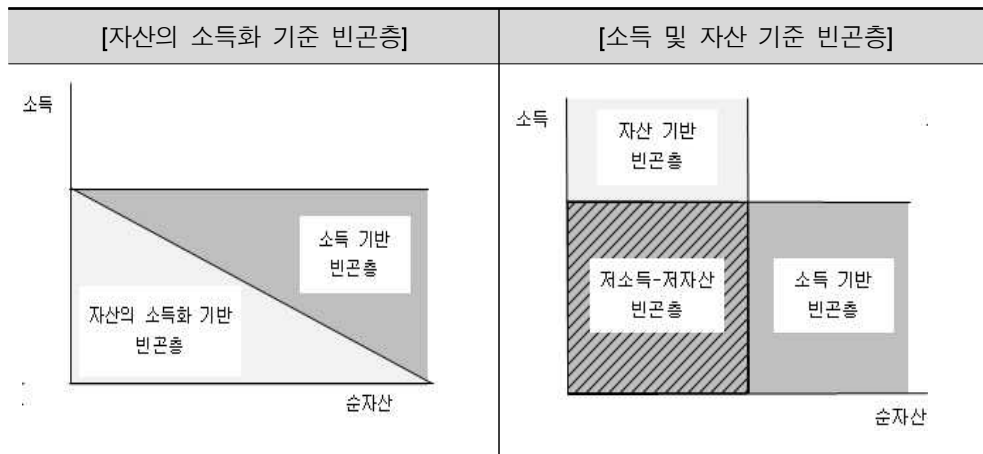 [자산의 소득화 기준 빈곤층]
[소득 및 자산 기준 빈곤층]
소득
소득 기반
빈곤층
자산의 소득화 기반
빈곤층
순자산
소득
자산 기반
빈곤층
저소득-저자산
빈곤층
소득 기반
빈곤층
순자산